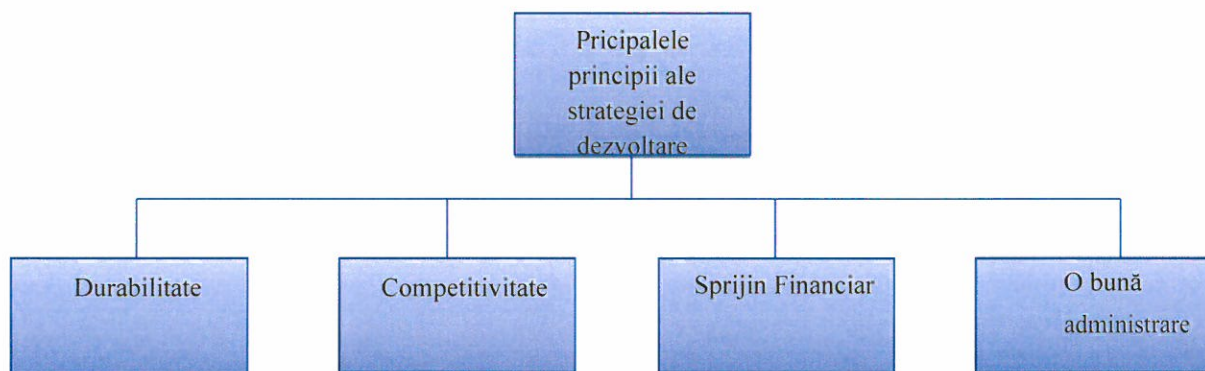 Pricipalele
principii ale
strategiei de
dezvoltare
Durabilitate
Competitivitate
Sprijin Financiar
O bună
administrare